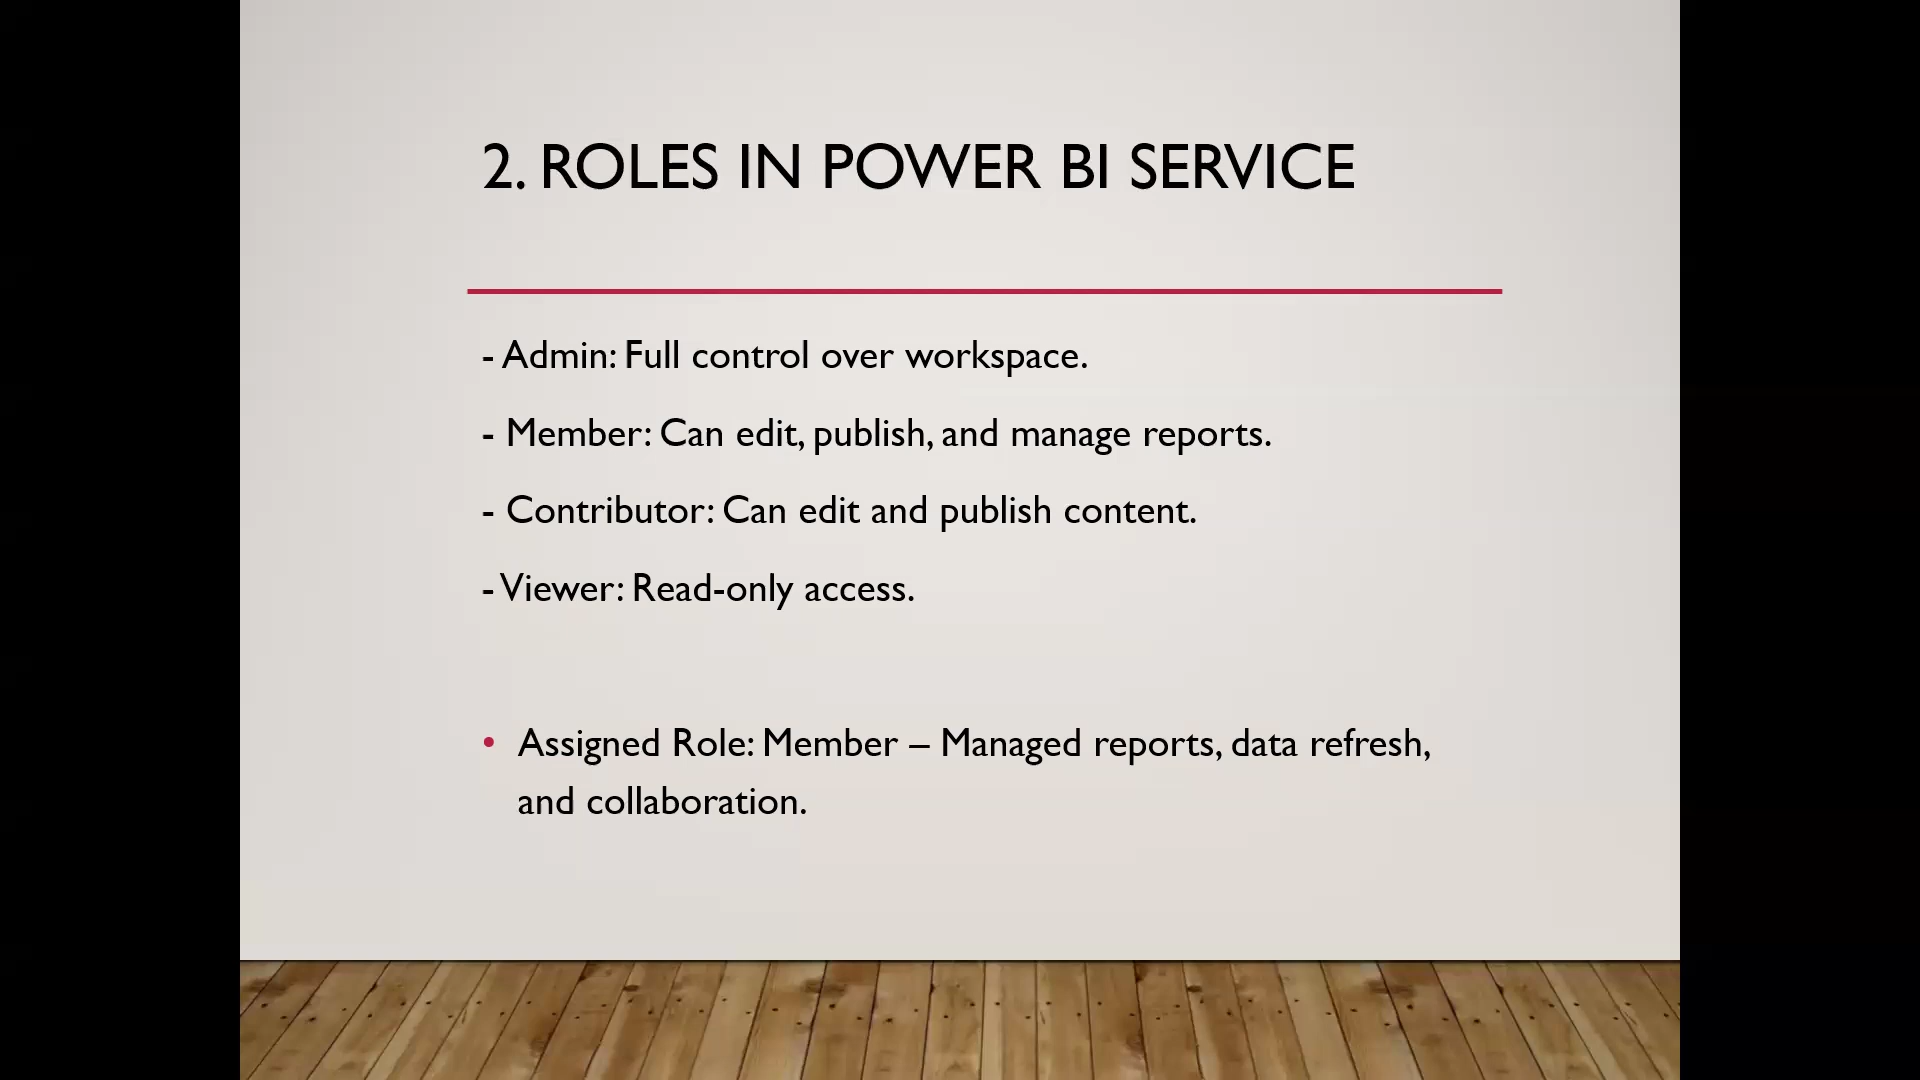 2. ROLES IN POWER BI SERVICE
- Admin: Full control over workspace.
- Member: Can edit, publish, and manage reports.
- Contributor: Can edit and publish content.
- Viewer: Read-only access.
• Assigned Role: Member – Managed reports, data refresh,
and collaboration.